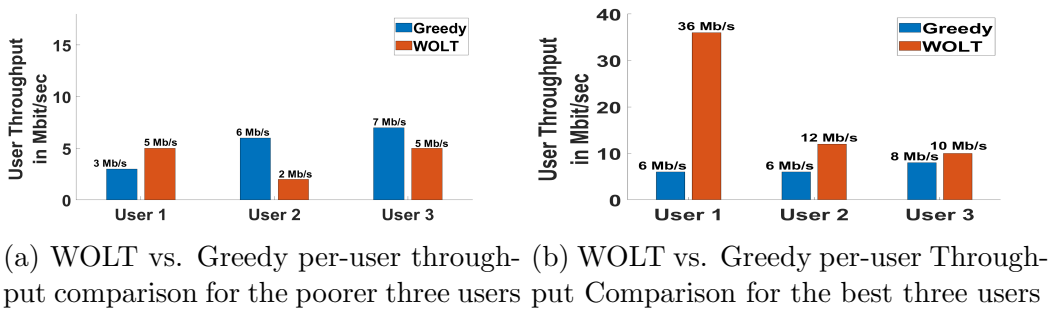 User Throughput
in Mbit/sec
15
10
5
0
3 Mb/s
5 Mb/s
6 Mb/s
2 Mb/s
7 Mb/s
5 Mb/s
User 1
User 2
User 3
Greedy
WOLT
User Throughput
in Mbit/sec
40
30
20
10
0
6 Mb/s
36 Mb/s
6 Mb/s
12 Mb/s
8 Mb/s
10 Mb/s
User 1
User 2
User 3
Greedy
WOLT
(a) WOLT vs. Greedy per-user through-
put comparison for the poorer three users
(b) WOLT vs. Greedy per-user Through-
put Comparison for the best three users